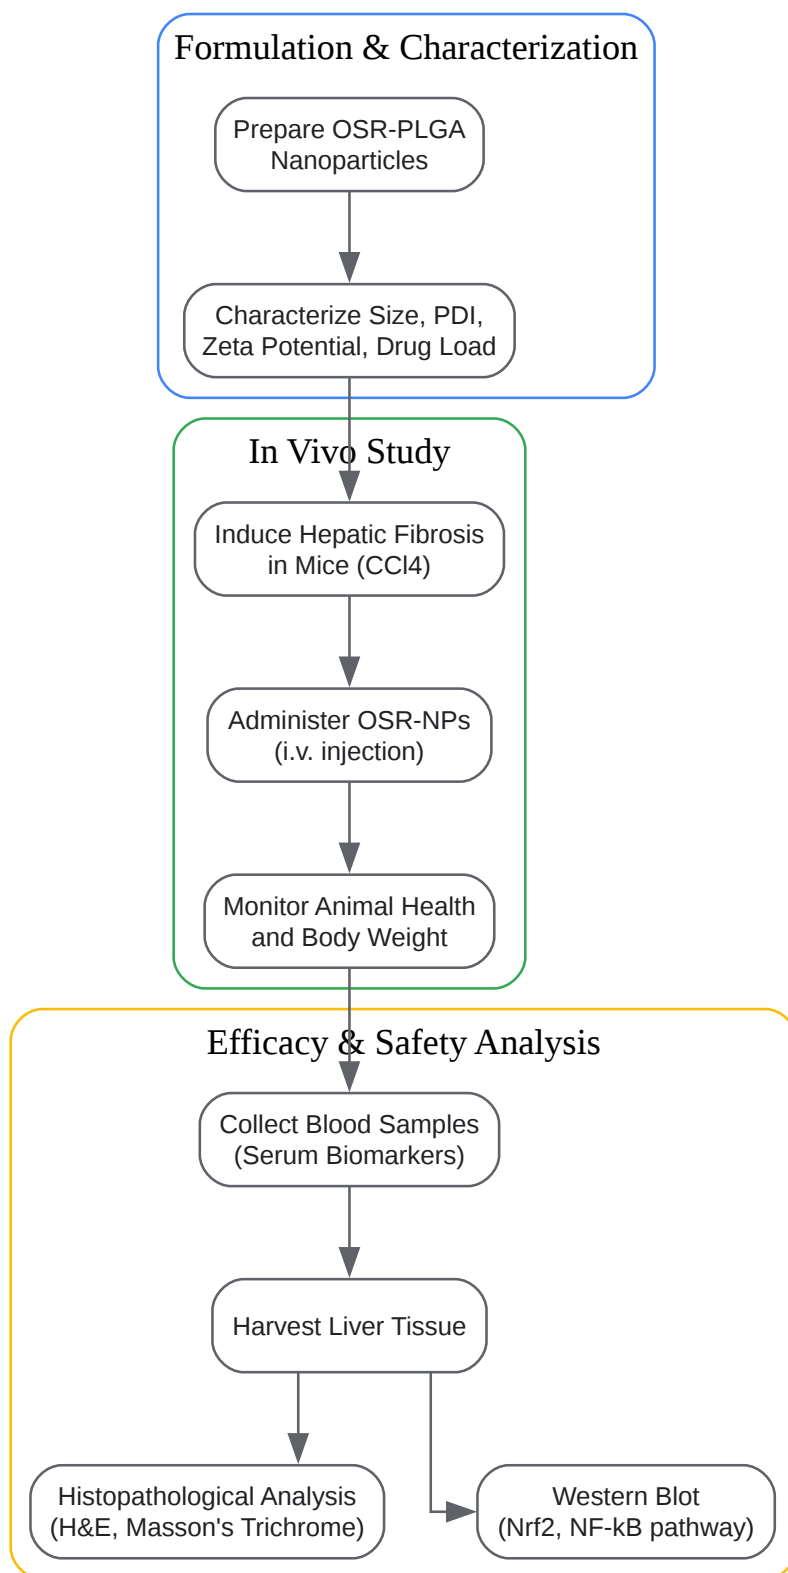 Formulation & Characterization
Prepare OSR-PLGA
Nanoparticles
Characterize Size, PDI,
Zeta Potential, Drug Load
In Vivo Study
Induce Hepatic Fibrosis
in Mice (CCl4)
Administer OSR-NPs
(i.v. injection)
Monitor Animal Health
and Body Weight
Efficacy & Safety Analysis
Collect Blood Samples
(Serum Biomarkers)
Harvest Liver Tissue
Histopathological Analysis
(H&E, Masson's Trichrome)
Western Blot
(Nrf2, NF-kB pathway)